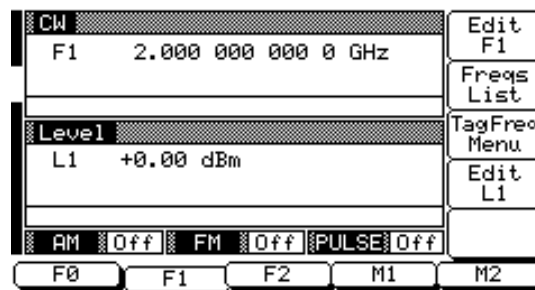 CW
F1 2.000 000 000 0 GHz
Level
L1 +0.00 dBm
AM Off FM Off PULSE Off
Edit
F1
Freqs
List
TagFreq
Menu
Edit
L1
F0 F1 F2 M1 M2